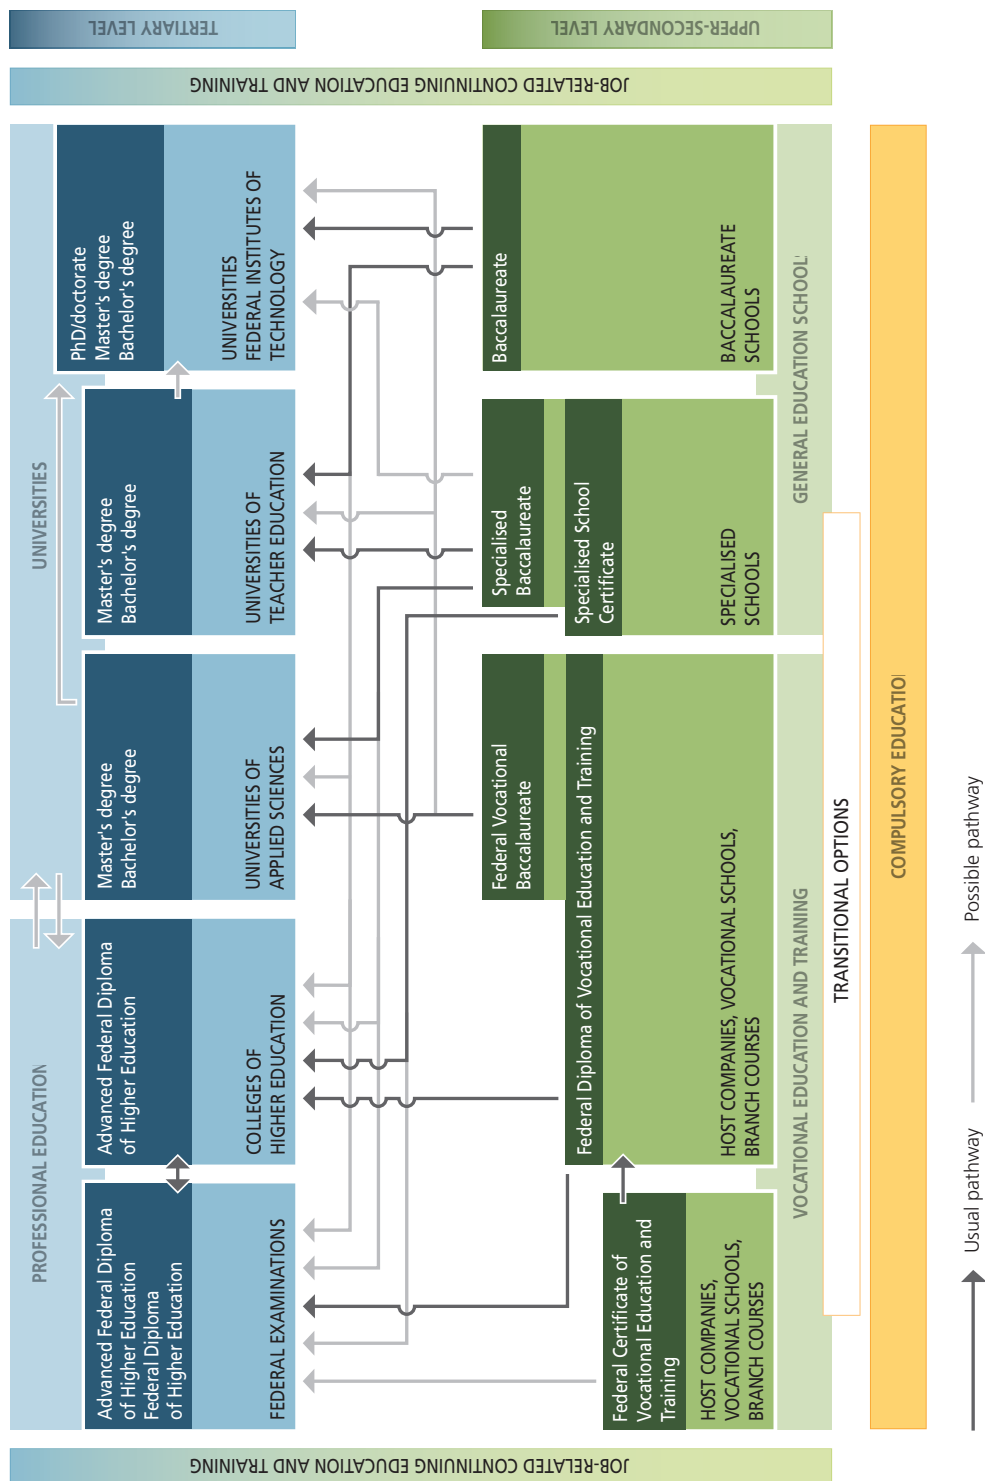 TERTIARY LEVEL
UPPER-SECONDARY LEVEL
JOB-RELATED CONTINUING EDUCATION AND TRAINING
PROFESSIONAL EDUCATION
UNIVERSITIES
Advanced Federal Diploma
of Higher Education
Federal Diploma
of Higher Education
FEDERAL EXAMINATIONS
Advanced Federal Diploma
of Higher Education
COLLEGES OF
HIGHER EDUCATION
Master's degree
Bachelor's degree
UNIVERSITIES OF
APPLIED SCIENCES
Master's degree
Bachelor's degree
UNIVERSITIES OF
TEACHER EDUCATION
PhD/doctorate
Master's degree
Bachelor's degree
UNIVERSITIES
FEDERAL INSTITUTES OF
TECHNOLOGY
Federal Certificate of
Vocational Education and
Training
HOST COMPANIES,
VOCATIONAL SCHOOLS,
BRANCH COURSES
Federal Vocational
Baccalaureate
Federal Diploma of Vocational Education and Training
HOST COMPANIES, VOCATIONAL SCHOOLS,
BRANCH COURSES
Specialised
Baccalaureate
Specialised School
Certificate
SPECIALISED
SCHOOLS
Baccalaureate
BACCALAUREATE
SCHOOLS
VOCATIONAL EDUCATION AND TRAINING
GENERAL EDUCATION SCHOOL
TRANSITIONAL OPTIONS
COMPULSORY EDUCATIO
JOB-RELATED CONTINUING EDUCATION AND TRAINING
Usual pathway
Possible pathway